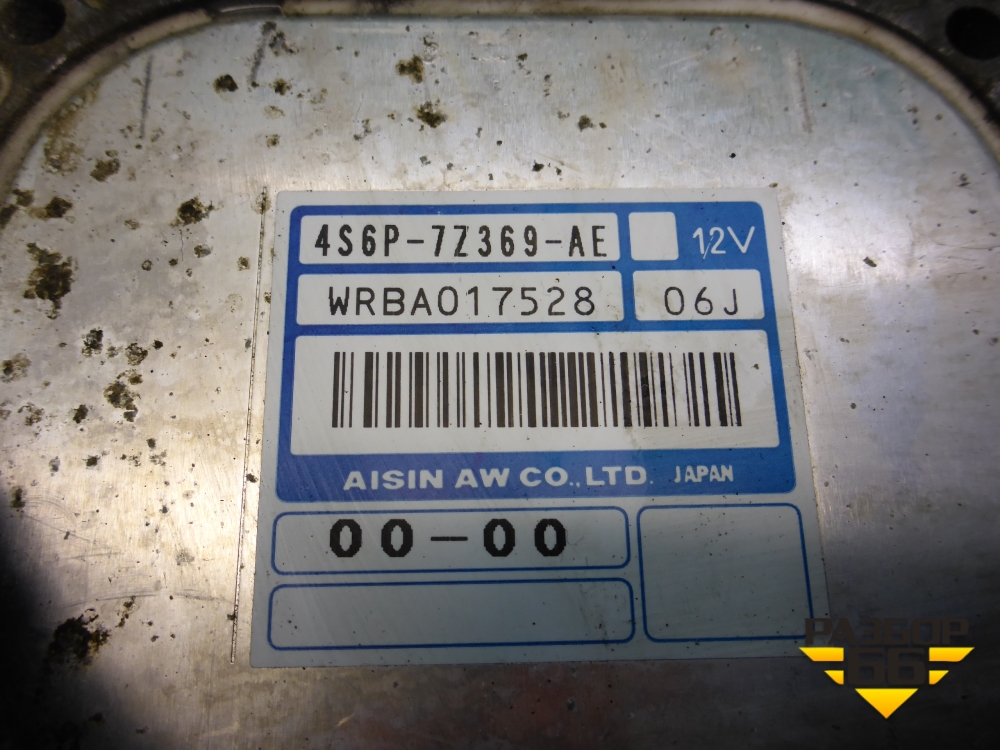 4S6P-7Z369-AE 12V
WRBA017528 06J
AISIN AW CO.,LTD. JAPAN
00-00
РАЗБОР
66